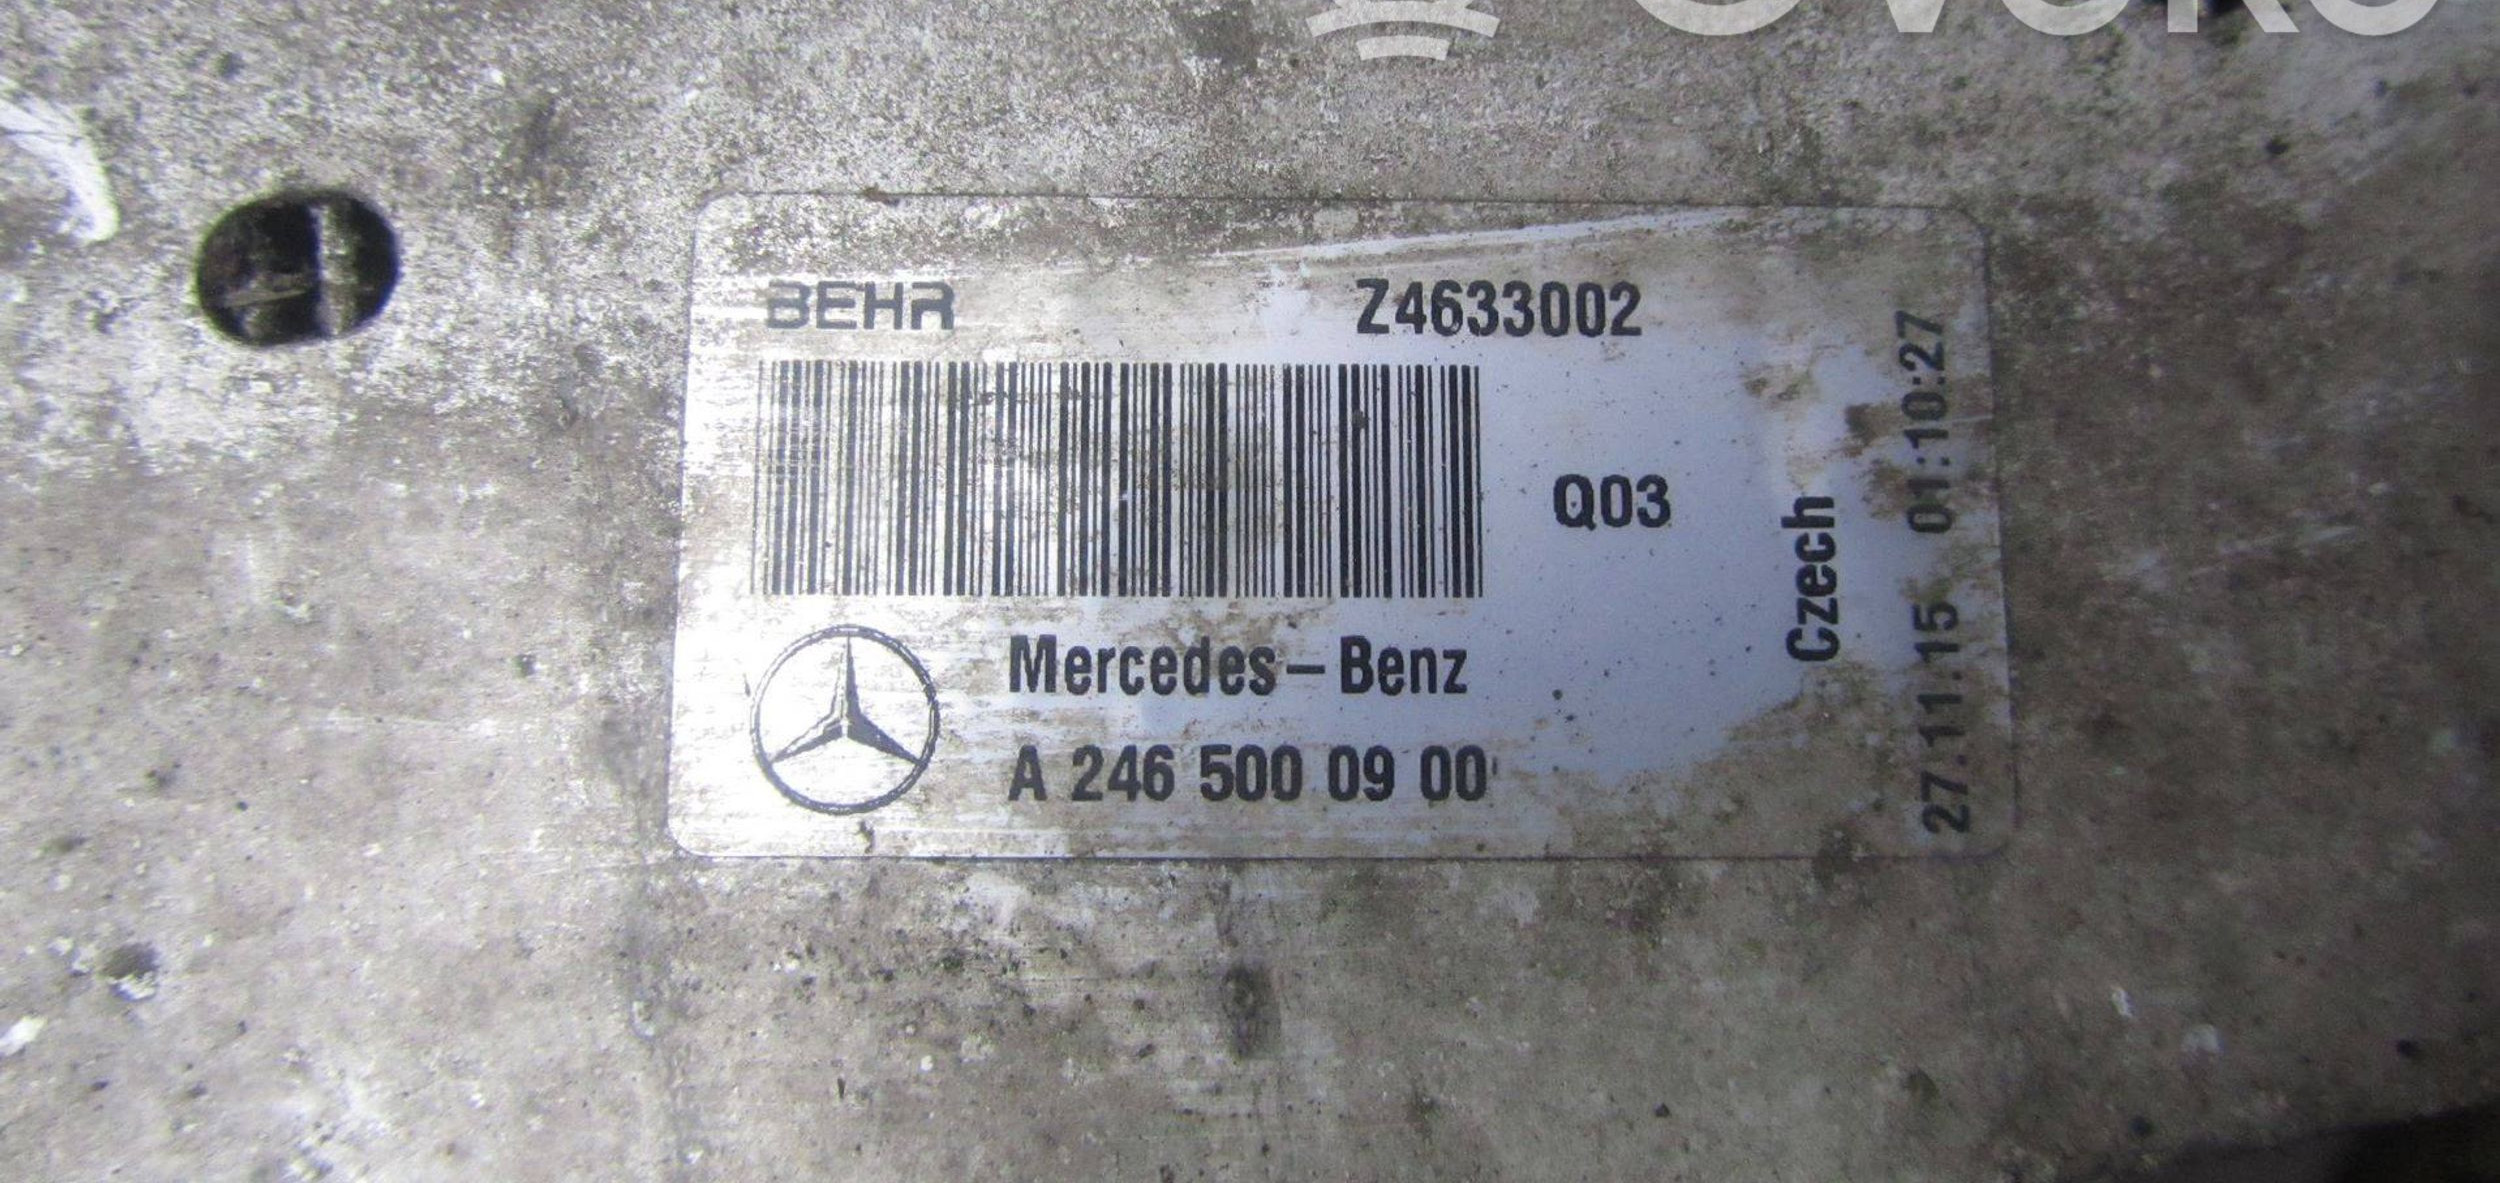 BEHR Z4633002
Q03
Mercedes-Benz
A 246 500 09 00
Czech
27.11.15 01:10:27